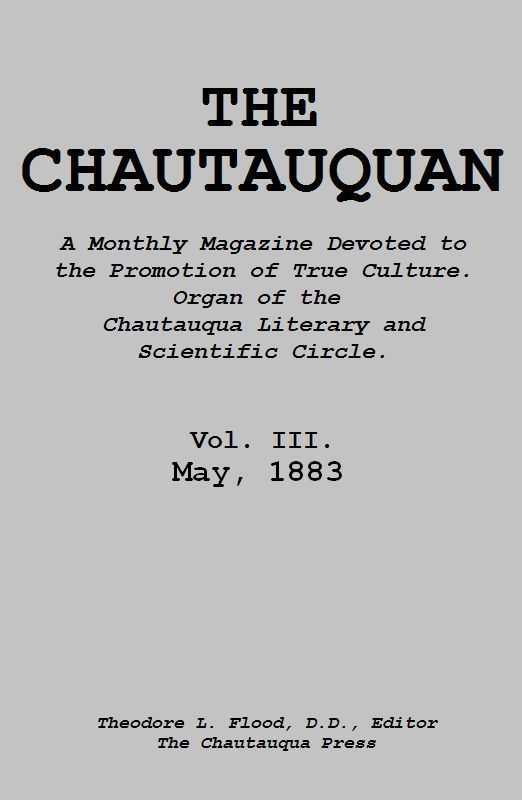 THE
CHAUTAUQUAN
A Monthly Magazine Devoted to
the Promotion of True Culture.
Organ of the
Chautauqua Literary and
Scientific Circle.
Vol. III.
May, 1883
Theodore L. Flood, D.D., Editor
The Chautauqua Press